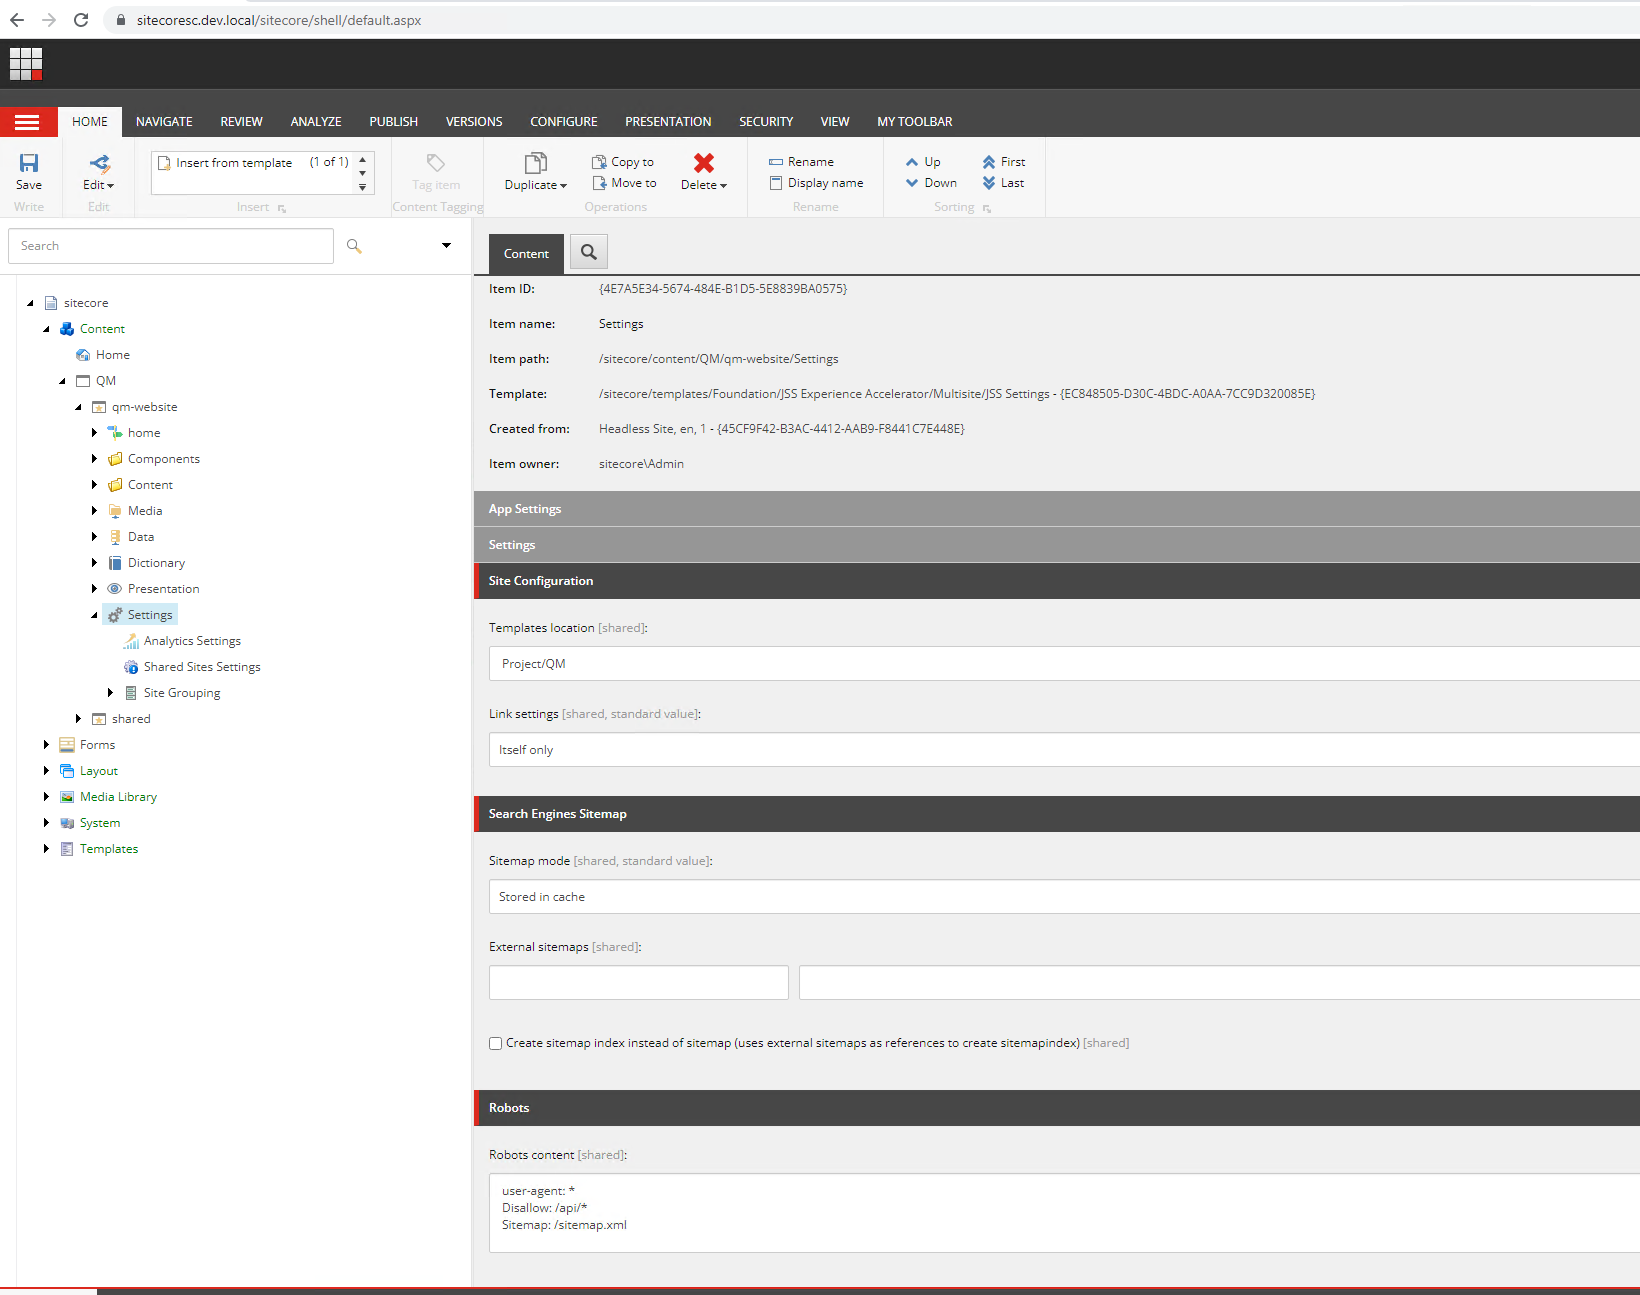 sitecoresc.dev.local/sitecore/shell/default.aspx
HOME NAVIGATE REVIEW ANALYZE PUBLISH VERSIONS CONFIGURE PRESENTATION SECURITY VIEW MY TOOLBAR
Insert from template (1 of 1) Copy to Rename Up First
Save Edit Tag item Duplicate Move to Delete Display name Down Last
Write Edit Insert Content Tagging Operations Rename Sorting
Search
sitecore
Content
Home
QM
qm-website
home
Components
Content
Media
Data
Dictionary
Presentation
Settings
Analytics Settings
Shared Sites Settings
Site Grouping
shared
Forms
Layout
Media Library
System
Templates
Content
Item ID: {4E7A5E34-5674-484E-B1D5-5E8839BA0575}
Item name: Settings
Item path: /sitecore/content/QM/qm-website/Settings
Template: /sitecore/templates/Foundation/JSS Experience Accelerator/Multisite/JSS Settings - {EC848505-D30C-4BDC-A0AA-7CC9D320085E}
Created from: Headless Site, en, 1 - {45CF9F42-B3AC-4412-AAB9-F8441C7E448E}
Item owner: sitecore\Admin
App Settings
Settings
Site Configuration
Templates location [shared]:
Project/QM
Link settings [shared, standard value]:
Itself only
Search Engines Sitemap
Sitemap mode [shared, standard value]:
Stored in cache
External sitemaps [shared]:
Create sitemap index instead of sitemap (uses external sitemaps as references to create sitemapindex) [shared]
Robots
Robots content [shared]:
user-agent: *
Disallow: /api/*
Sitemap: /sitemap.xml